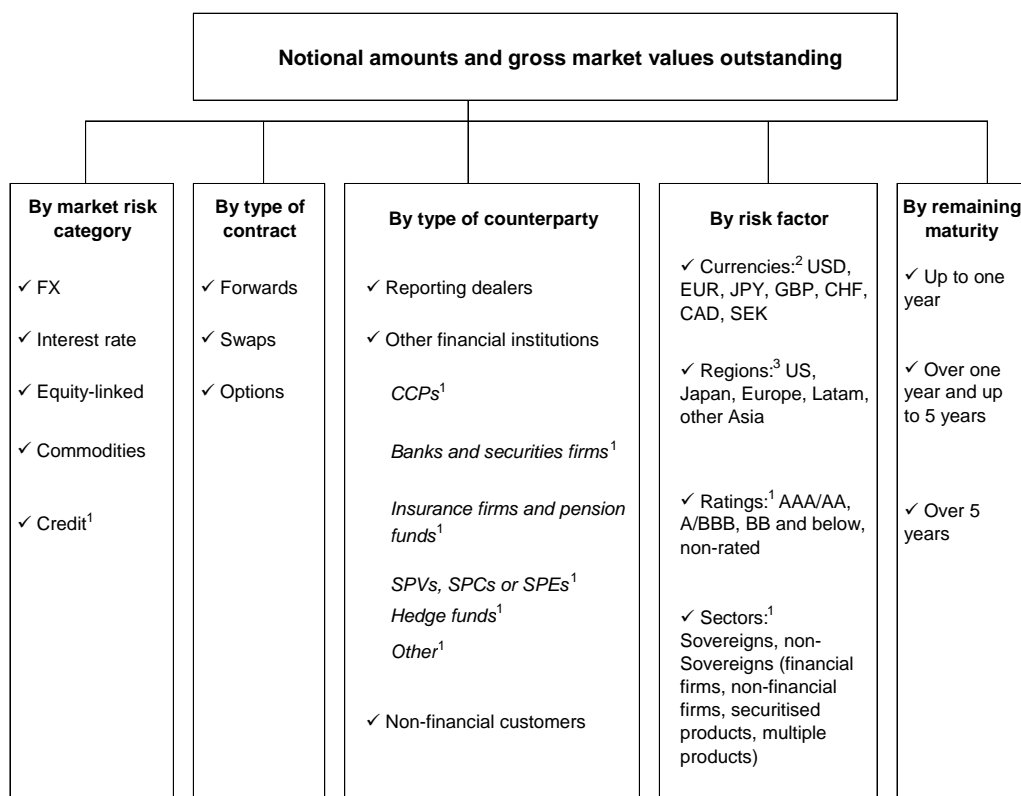 Notional amounts and gross market values outstanding
By market risk
category
✓ FX
✓ Interest rate
✓ Equity-linked
✓ Commodities
✓ Credit¹
By type of
contract
✓ Forwards
✓ Swaps
✓ Options
By type of counterparty
✓ Reporting dealers
✓ Other financial institutions
CCPs¹
Banks and securities firms¹
Insurance firms and pension
funds¹
SPVs, SPCs or SPEs¹
Hedge funds¹
Other¹
✓ Non-financial customers
By risk factor
✓ Currencies:² USD,
EUR, JPY, GBP, CHF,
CAD, SEK
✓ Regions:³ US,
Japan, Europe, Latam,
other Asia
✓ Ratings:¹ AAA/AA,
A/BBB, BB and below,
non-rated
✓ Sectors:¹
Sovereigns, non-
Sovereigns (financial
firms, non-financial
firms, securitised
products, multiple
products)
By remaining
maturity
✓ Up to one
year
✓ Over one
year and up
to 5 years
✓ Over 5
years